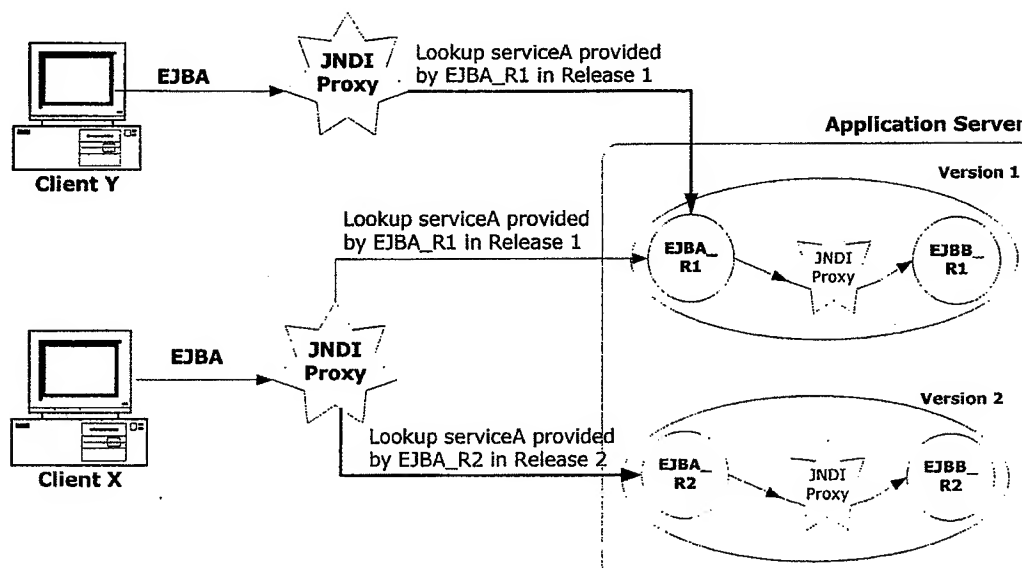 JNDI
Proxy
EJBA
Lookup serviceA provided
by EJBA_R1 in Release 1
Client Y
Application Server
Version 1
Lookup serviceA provided
by EJBA_R1 in Release 1
EJBA_
R1
JNDI
Proxy
EJBB_
R1
EJBA
JNDI
Proxy
Client X
Version 2
Lookup serviceA provided
by EJBA_R2 in Release 2
EJBA_
R2
JNDI
Proxy
EJBB_
R2